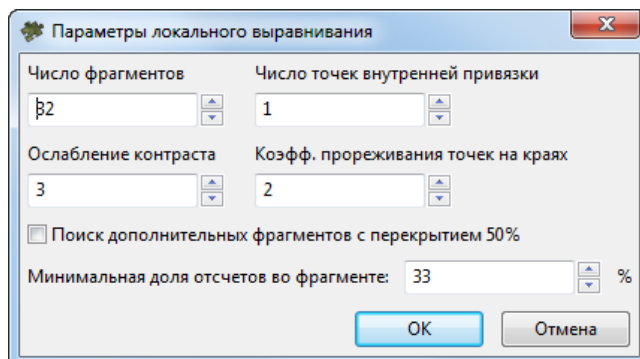 Параметры локального выравнивания
Число фрагментов Число точек внутренней привязки
32 1
Ослабление контраста Коэфф. прореживания точек на краях
3 2
Поиск дополнительных фрагментов с перекрытием 50%
Минимальная доля отсчетов во фрагменте: 33 %
OK Отмена